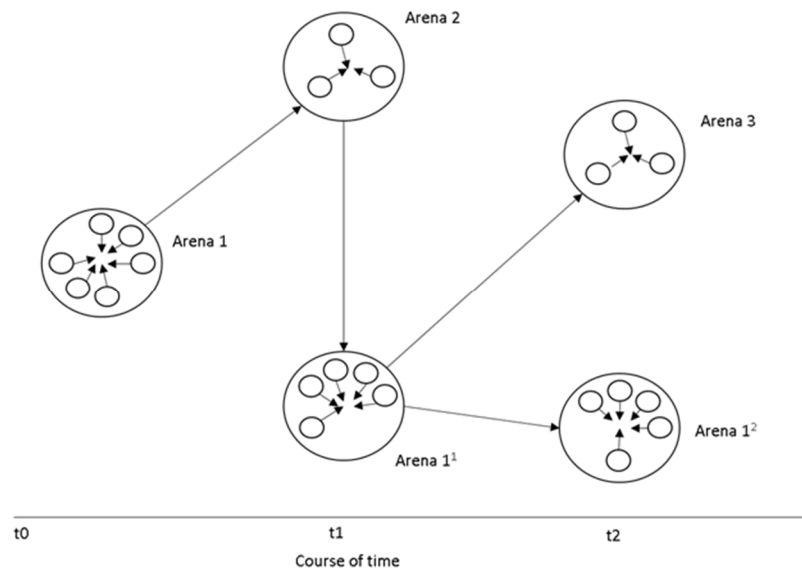 Arena 2
Arena 3
Arena 1
Arena 1¹
Arena 1²
t0
t1
t2
Course of time